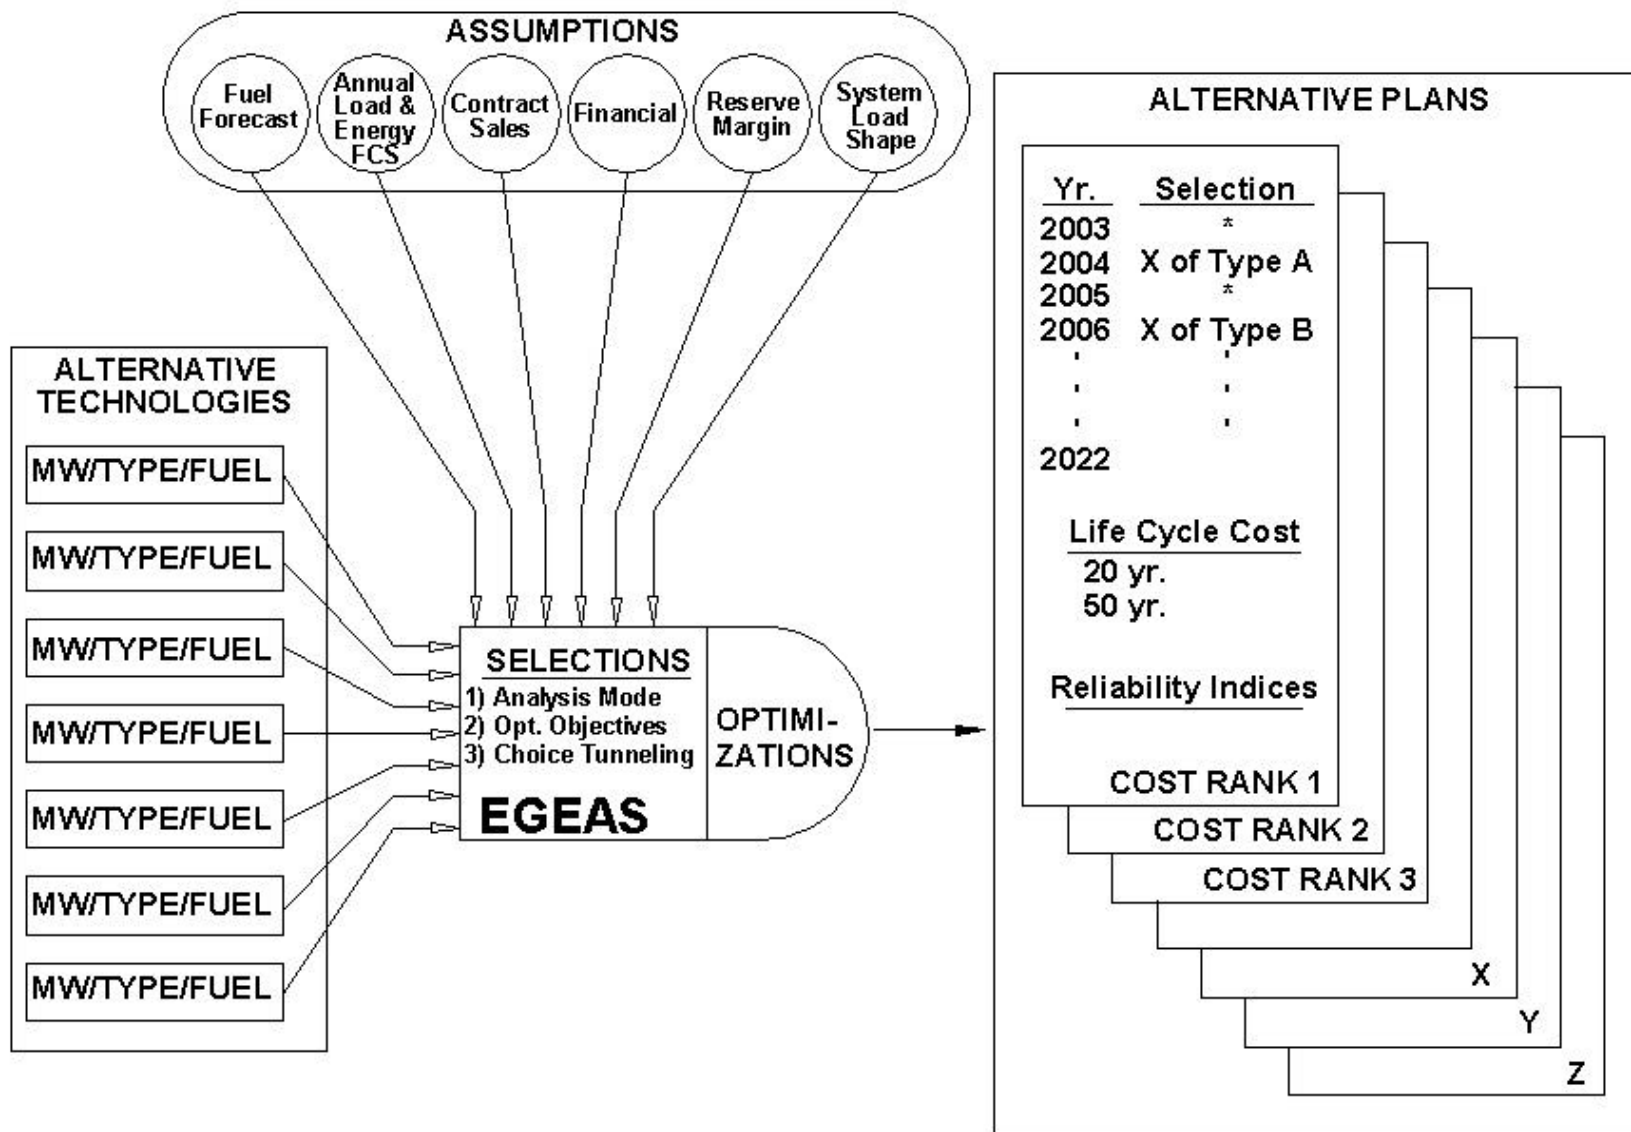 ASSUMPTIONS
Fuel
Forecast
Annual
Load &
Energy
FCS
Contract
Sales
Financial
Reserve
Margin
System
Load
Shape
ALTERNATIVE
TECHNOLOGIES
MW/TYPE/FUEL
MW/TYPE/FUEL
MW/TYPE/FUEL
MW/TYPE/FUEL
MW/TYPE/FUEL
MW/TYPE/FUEL
MW/TYPE/FUEL
SELECTIONS
1) Analysis Mode
2) Opt. Objectives
3) Choice Tunneling
EGEAS
OPTIMI-
ZATIONS
ALTERNATIVE PLANS
Yr. Selection
2003 *
2004 X of Type A
2005 *
2006 X of Type B
' '
' '
' '
2022
Life Cycle Cost
20 yr.
50 yr.
Reliability Indices
COST RANK 1
COST RANK 2
COST RANK 3
X
Y
Z